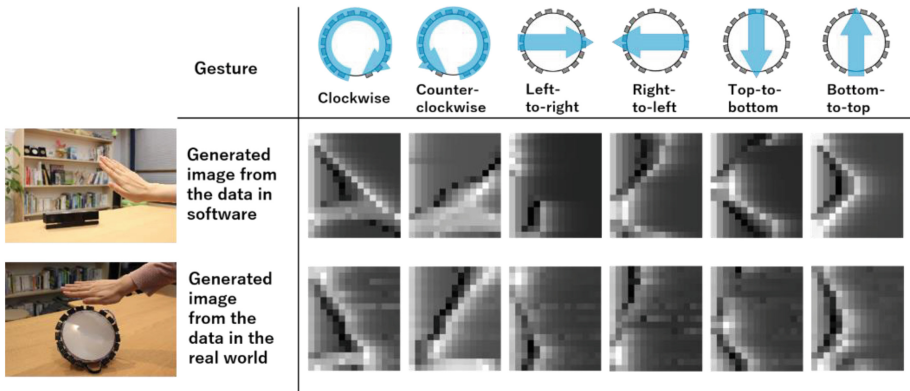 Gesture
Clockwise
Counter-
clockwise
Left-
to-right
Right-
to-left
Top-to-
bottom
Bottom-
to-top
Generated
image from
the data in
software
Generated
image
from the
data in the
real world